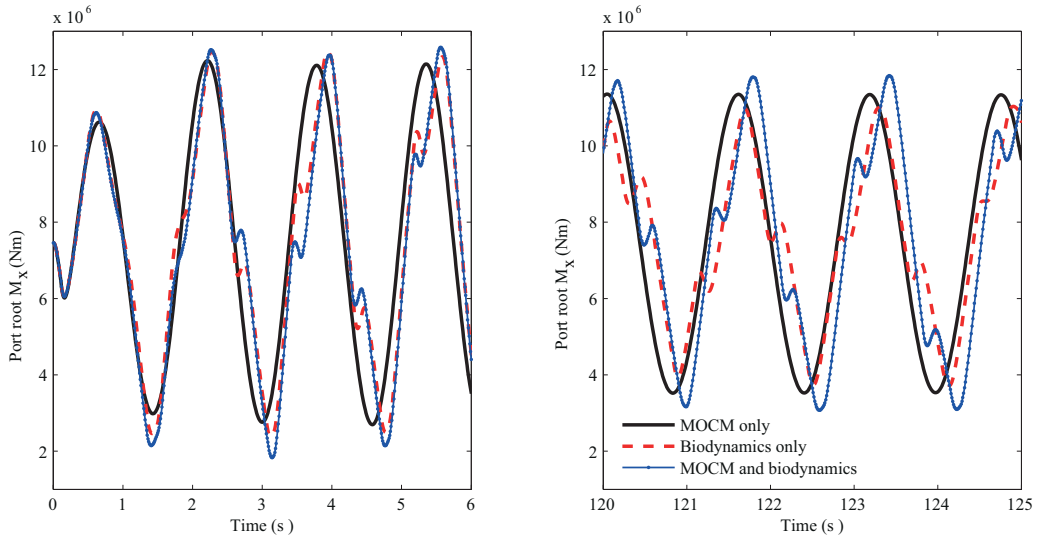 x 10^6
12
10
8
6
4
2
0 1 2 3 4 5 6
Time (s )
Port root M_X (Nm)
x 10^6
12
10
8
6
4
2
120 121 122 123 124 125
Time (s )
Port root M_X (Nm)
MOCM only
Biodynamics only
MOCM and biodynamics